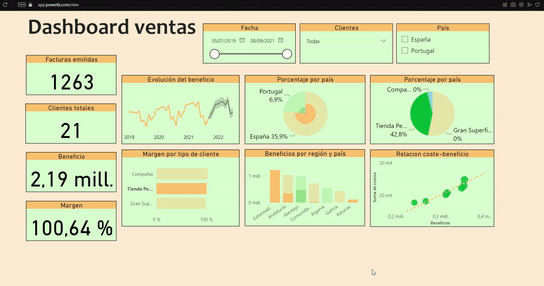 app.powerbi.com/view
Dashboard ventas
Fecha
05/01/2019
08/09/2021
Clientes
Todas
País
España
Portugal
Facturas emitidas
1263
Clientes totales
21
Beneficio
2,19 mill.
Margen
100,64 %
Evolución del beneficio
2019 2020 2021 2022
Porcentaje por país
Portugal
6,9%
España 35,9%
Porcentaje por país
Compa... 0%
Tienda Pe...
42,8%
Gran Superfi...
0%
Margen por tipo de cliente
Compañía
Tienda Pe...
Gran Sup...
0 % 100 %
Beneficios por región y país
1 mill.
0 mill.
Extremad...
Andalucía
Alentejo
Comunida...
Algarve
Galicia
Asturias
Relacion coste-beneficio
30 mil
20 mil
Suma de costes
0,2 mill. 0,3 mill. 0,4 m...
Beneficios